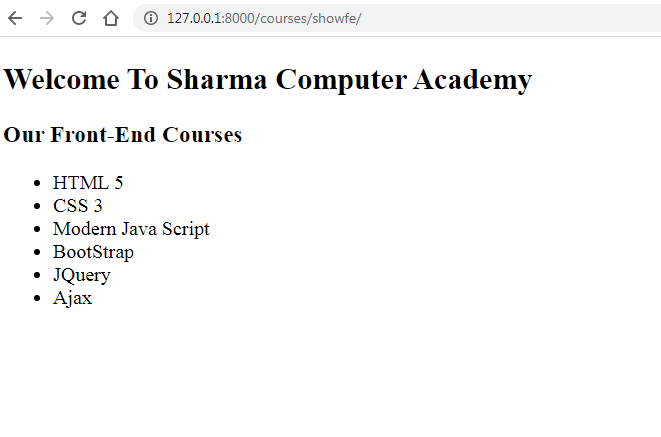 127.0.0.1:8000/courses/showfe/
Welcome To Sharma Computer Academy
Our Front-End Courses
• HTML 5
• CSS 3
• Modern Java Script
• BootStrap
• JQuery
• Ajax